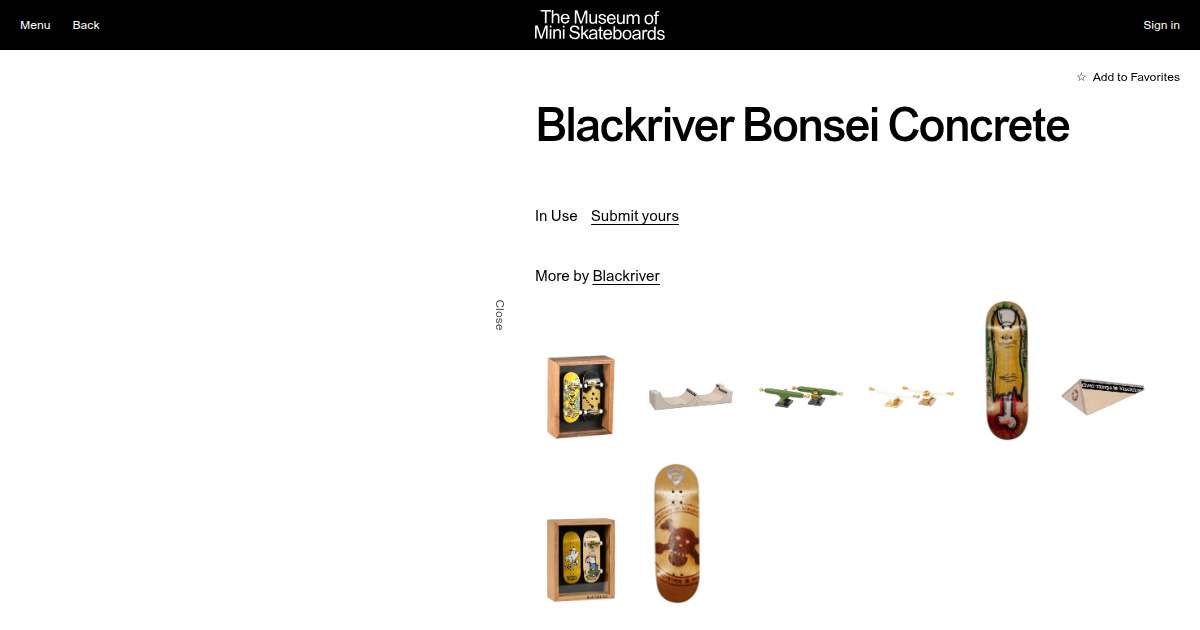 Menu
Back
The Museum of
Mini Skateboards
Sign in
☆ Add to Favorites
Blackriver Bonsei Concrete
In Use
Submit yours
More by Blackriver
Close